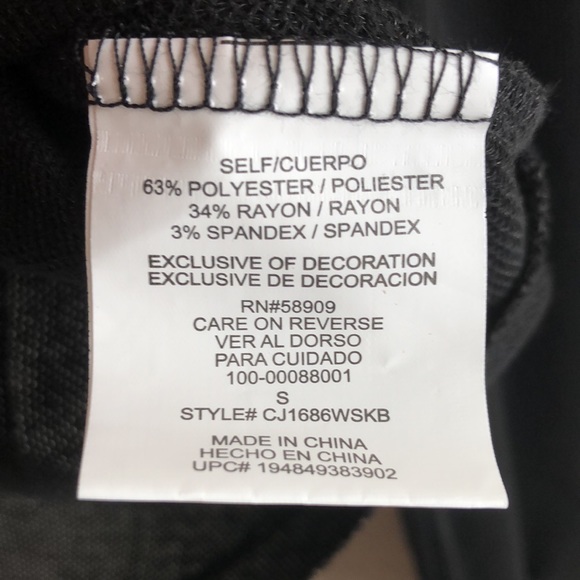 SELF/CUERPO
63% POLYESTER / POLIESTER
34% RAYON / RAYON
3% SPANDEX / SPANDEX
EXCLUSIVE OF DECORATION
EXCLUSIVE DE DECORACION
RN#58909
CARE ON REVERSE
VER AL DORSO
PARA CUIDADO
100-00088001
S
STYLE# CJ1686WSKB
MADE IN CHINA
HECHO EN CHINA
UPC# 194849383902